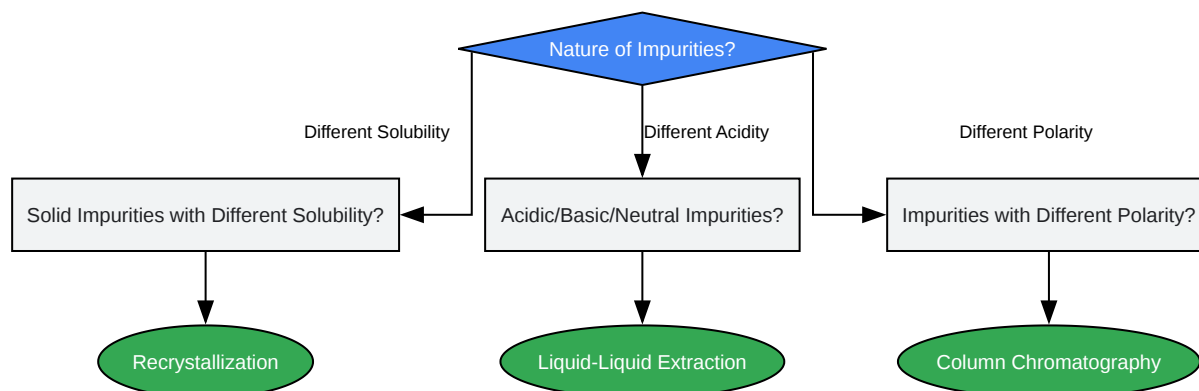 Nature of Impurities?
Different Solubility
Different Acidity
Different Polarity
Solid Impurities with Different Solubility?
Acidic/Basic/Neutral Impurities?
Impurities with Different Polarity?
Recrystallization
Liquid-Liquid Extraction
Column Chromatography